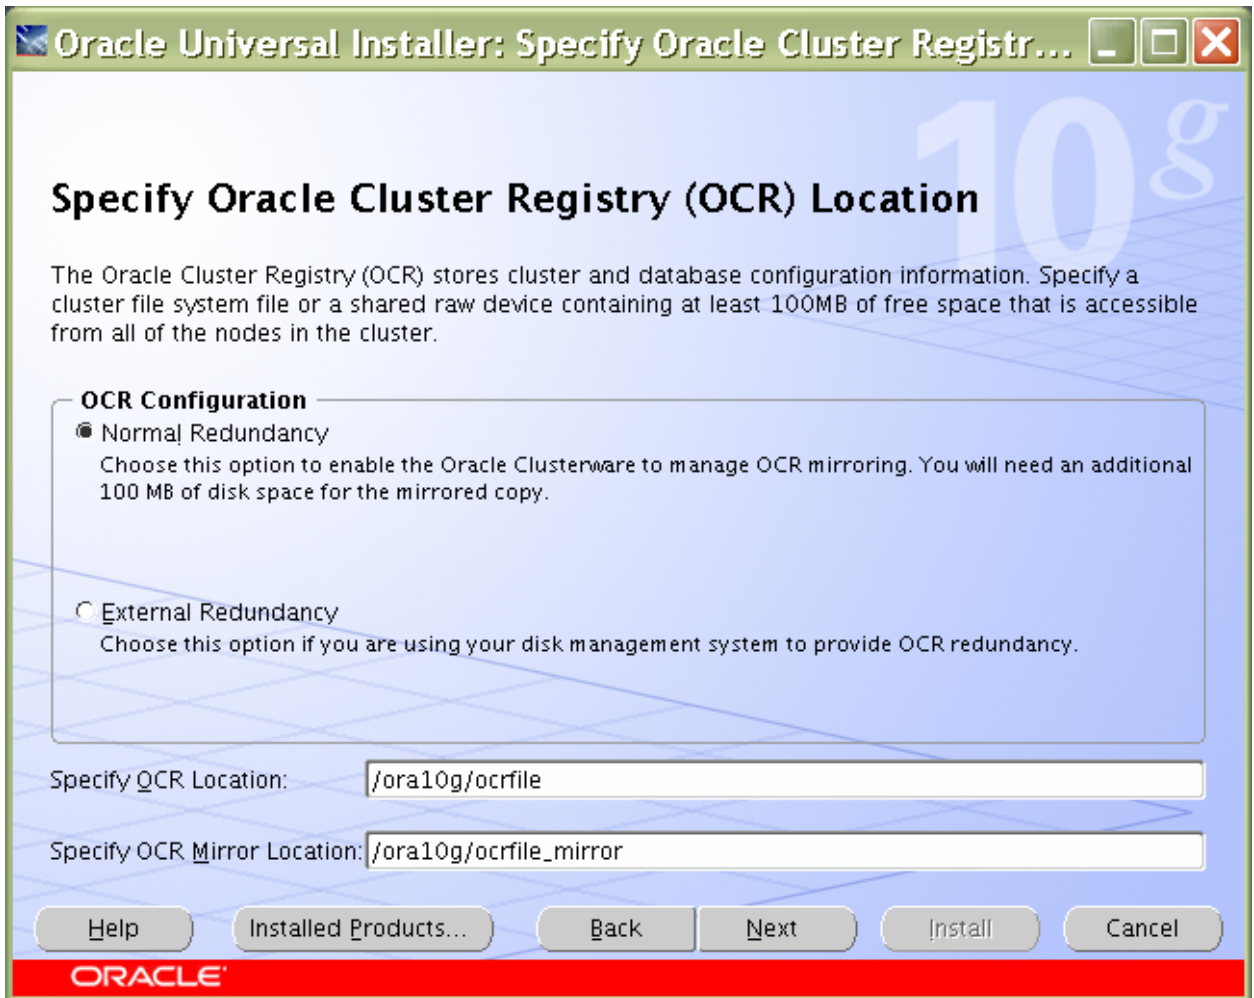 Oracle Universal Installer: Specify Oracle Cluster Registr...
10g
Specify Oracle Cluster Registry (OCR) Location
The Oracle Cluster Registry (OCR) stores cluster and database configuration information. Specify a
cluster file system file or a shared raw device containing at least 100MB of free space that is accessible
from all of the nodes in the cluster.
OCR Configuration
Normal Redundancy
Choose this option to enable the Oracle Clusterware to manage OCR mirroring. You will need an additional
100 MB of disk space for the mirrored copy.
External Redundancy
Choose this option if you are using your disk management system to provide OCR redundancy.
Specify OCR Location: /ora10g/ocrfile
Specify OCR Mirror Location: /ora10g/ocrfile_mirror
Help Installed Products... Back Next Install Cancel
ORACLE